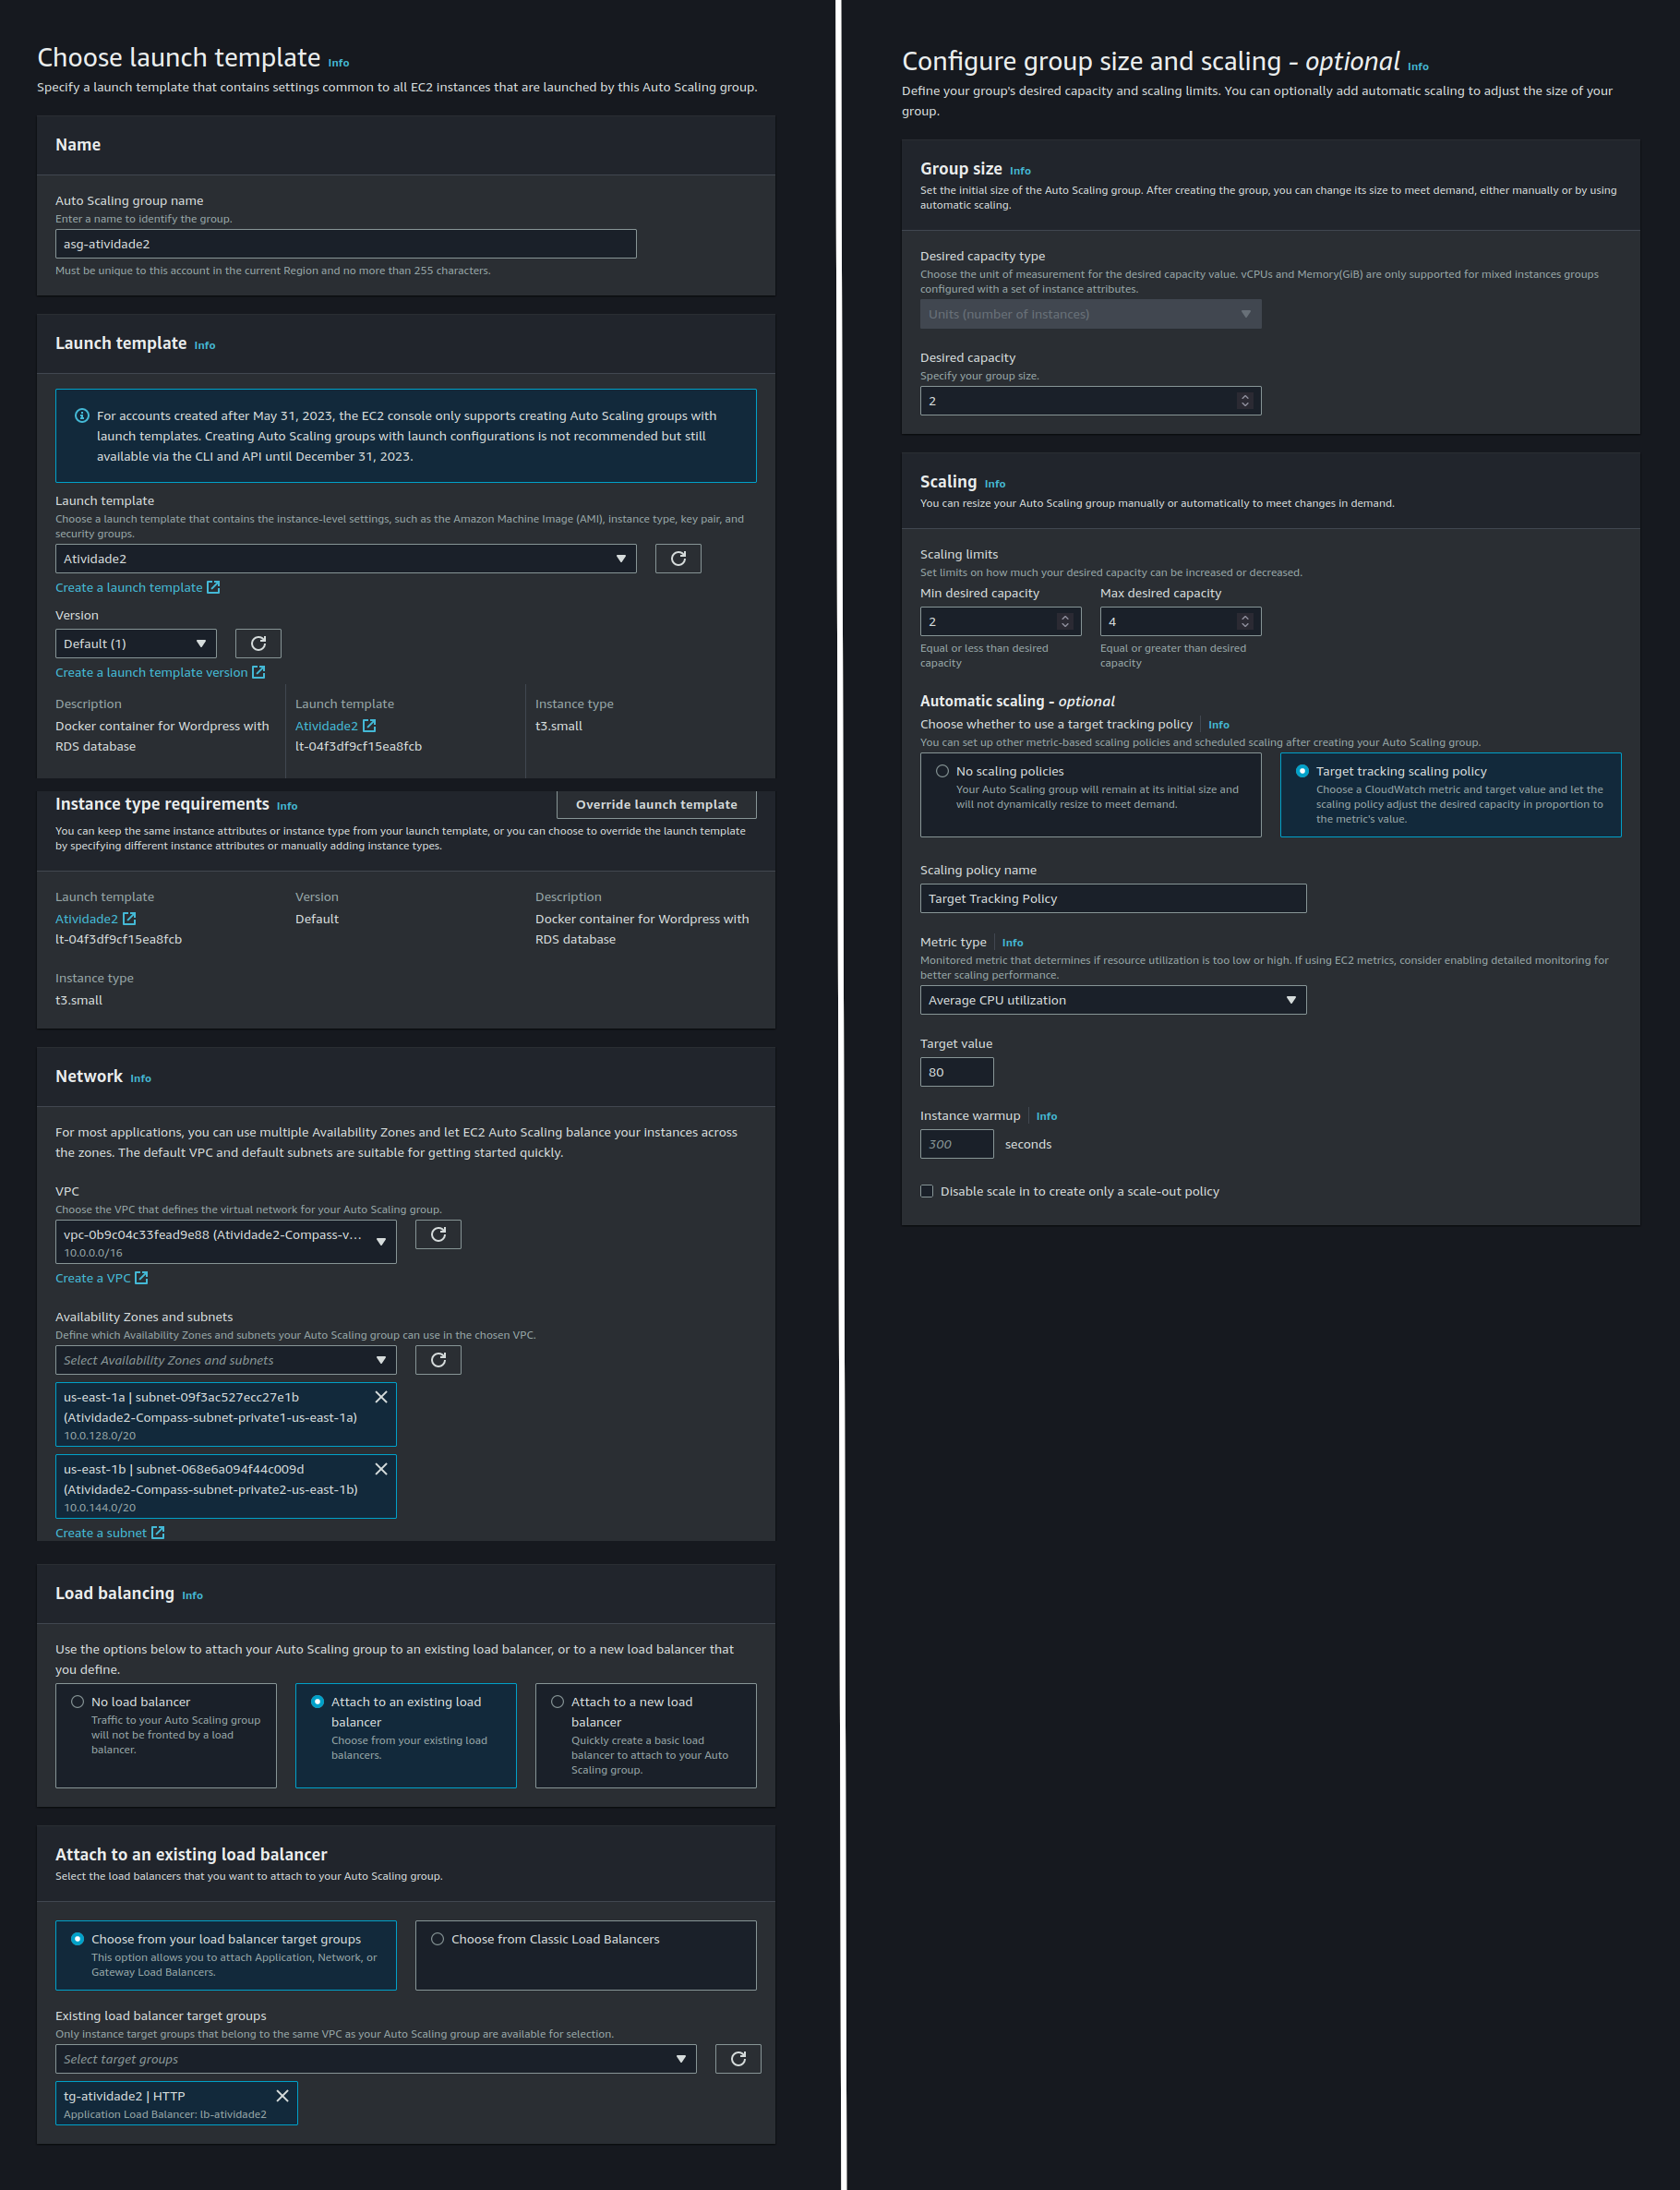 Choose launch template Info
Specify a launch template that contains settings common to all EC2 instances that are launched by this Auto Scaling group.
Name
Auto Scaling group name
Enter a name to identify the group.
asg-atividade2
Must be unique to this account in the current Region and no more than 255 characters.
Launch template Info
For accounts created after May 31, 2023, the EC2 console only supports creating Auto Scaling groups with
launch templates. Creating Auto Scaling groups with launch configurations is not recommended but still
available via the CLI and API until December 31, 2023.
Launch template
Choose a launch template that contains the instance-level settings, such as the Amazon Machine Image (AMI), instance type, key pair, and
security groups.
Atividade2
Create a launch template
Version
Default (1)
Create a launch template version
Description
Docker container for Wordpress with
RDS database
Launch template
Atividade2
lt-04f3df9cf15ea8fcb
Instance type
t3.small
Instance type requirements Info
Override launch template
You can keep the same instance attributes or instance type from your launch template, or you can choose to override the launch template
by specifying different instance attributes or manually adding instance types.
Launch template
Atividade2
lt-04f3df9cf15ea8fcb
Version
Default
Description
Docker container for Wordpress with
RDS database
Instance type
t3.small
Network Info
For most applications, you can use multiple Availability Zones and let EC2 Auto Scaling balance your instances across
the zones. The default VPC and default subnets are suitable for getting started quickly.
VPC
Choose the VPC that defines the virtual network for your Auto Scaling group.
vpc-0b9c04c33fead9e88 (Atividade2-Compass-v...
10.0.0.0/16
Create a VPC
Availability Zones and subnets
Define which Availability Zones and subnets your Auto Scaling group can use in the chosen VPC.
Select Availability Zones and subnets
us-east-1a | subnet-09f3ac527ecc27e1b
(Atividade2-Compass-subnet-private1-us-east-1a)
10.0.128.0/20
us-east-1b | subnet-068e6a094f44c009d
(Atividade2-Compass-subnet-private2-us-east-1b)
10.0.144.0/20
Create a subnet
Load balancing Info
Use the options below to attach your Auto Scaling group to an existing load balancer, or to a new load balancer that
you define.
No load balancer
Traffic to your Auto Scaling group
will not be fronted by a load
balancer.
Attach to an existing load
balancer
Choose from your existing load
balancers.
Attach to a new load
balancer
Quickly create a basic load
balancer to attach to your Auto
Scaling group.
Attach to an existing load balancer
Select the load balancers that you want to attach to your Auto Scaling group.
Choose from your load balancer target groups
This option allows you to attach Application, Network, or
Gateway Load Balancers.
Choose from Classic Load Balancers
Existing load balancer target groups
Only instance target groups that belong to the same VPC as your Auto Scaling group are available for selection.
Select target groups
tg-atividade2 | HTTP
Application Load Balancer: lb-atividade2
Configure group size and scaling - optional Info
Define your group's desired capacity and scaling limits. You can optionally add automatic scaling to adjust the size of your
group.
Group size Info
Set the initial size of the Auto Scaling group. After creating the group, you can change its size to meet demand, either manually or by using
automatic scaling.
Desired capacity type
Choose the unit of measurement for the desired capacity value. vCPUs and Memory(GiB) are only supported for mixed instances groups
configured with a set of instance attributes.
Units (number of instances)
Desired capacity
Specify your group size.
2
Scaling Info
You can resize your Auto Scaling group manually or automatically to meet changes in demand.
Scaling limits
Set limits on how much your desired capacity can be increased or decreased.
Min desired capacity
2
Equal or less than desired
capacity
Max desired capacity
4
Equal or greater than desired
capacity
Automatic scaling - optional
Choose whether to use a target tracking policy Info
You can set up other metric-based scaling policies and scheduled scaling after creating your Auto Scaling group.
No scaling policies
Your Auto Scaling group will remain at its initial size and
will not dynamically resize to meet demand.
Target tracking scaling policy
Choose a CloudWatch metric and target value and let the
scaling policy adjust the desired capacity in proportion to
the metric's value.
Scaling policy name
Target Tracking Policy
Metric type Info
Monitored metric that determines if resource utilization is too low or high. If using EC2 metrics, consider enabling detailed monitoring for
better scaling performance.
Average CPU utilization
Target value
80
Instance warmup Info
300 seconds
Disable scale in to create only a scale-out policy